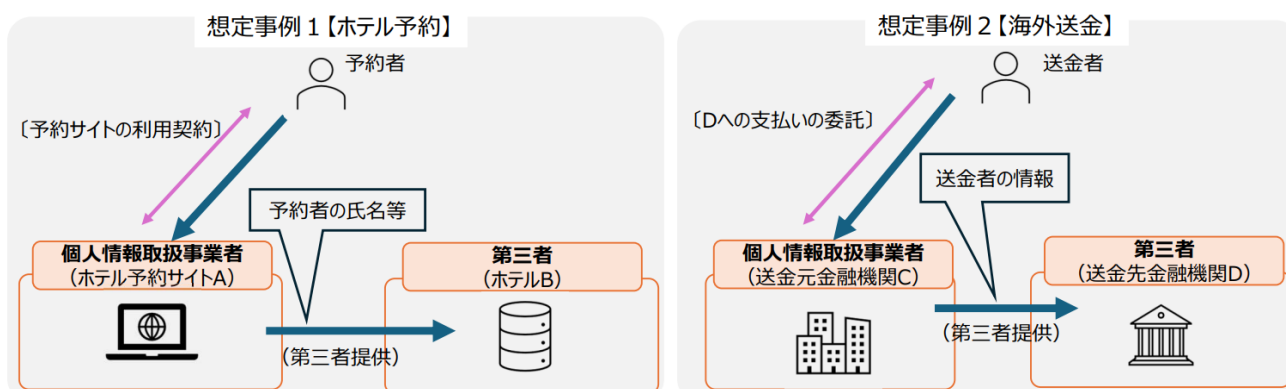 想定事例1【ホテル予約】
予約者
〔予約サイトの利用契約〕
予約者の氏名等
個人情報取扱事業者
（ホテル予約サイトA）
第三者
（ホテルB）
（第三者提供）
想定事例2【海外送金】
送金者
〔Dへの支払いの委託〕
送金者の情報
個人情報取扱事業者
（送金元金融機関C）
第三者
（送金先金融機関D）
（第三者提供）